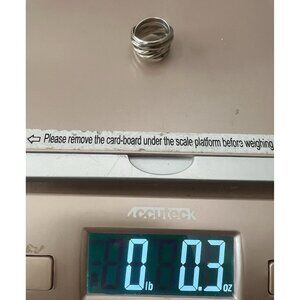 ⇦ Please remove the card-board under the scale platform before weighing
Accuteck
0 lb 0.3 oz